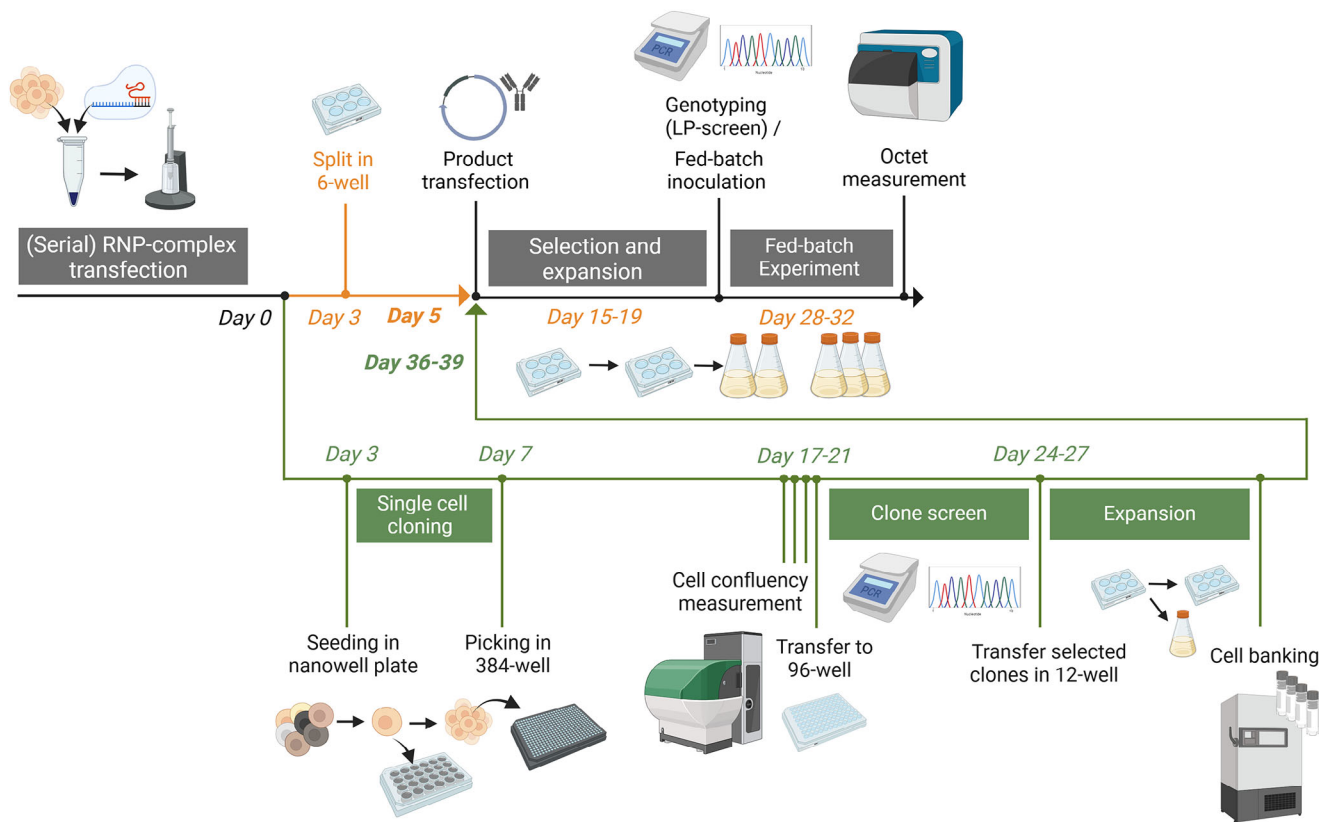 PCR
Nucleotide
Genotyping
(LP-screen) /
Fed-batch
inoculation
Split in
6-well
Product
transfection
Octet
measurement
(Serial) RNP-complex
transfection
Selection and
expansion
Fed-batch
Experiment
Day 0
Day 3
Day 5
Day 15-19
Day 28-32
Day 36-39
Day 3
Day 7
Day 17-21
Day 24-27
Single cell
cloning
Clone screen
Expansion
Cell confluency
measurement
PCR
Nucleotide
Seeding in
nanowell plate
Picking in
384-well
Transfer to
96-well
Transfer selected
clones in 12-well
Cell banking